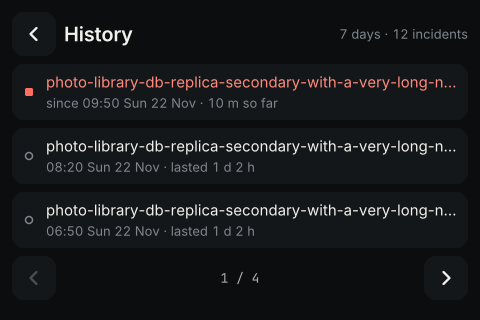 History
7 days · 12 incidents
photo-library-db-replica-secondary-with-a-very-long-n...
since 09:50 Sun 22 Nov · 10 m so far
photo-library-db-replica-secondary-with-a-very-long-n...
08:20 Sun 22 Nov · lasted 1 d 2 h
photo-library-db-replica-secondary-with-a-very-long-n...
06:50 Sun 22 Nov · lasted 1 d 2 h
1 / 4